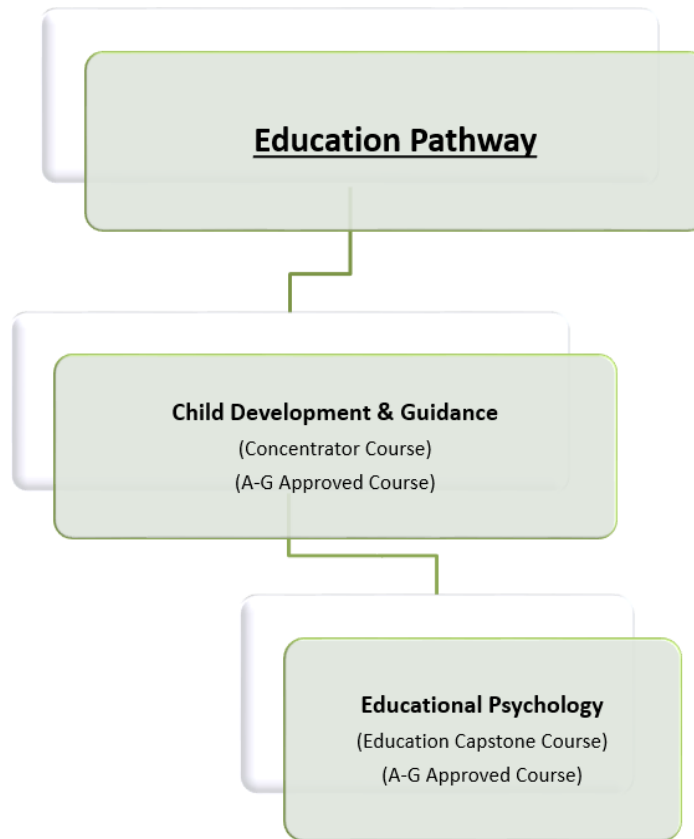 Education Pathway
Child Development & Guidance
(Concentrator Course)
(A-G Approved Course)
Educational Psychology
(Education Capstone Course)
(A-G Approved Course)